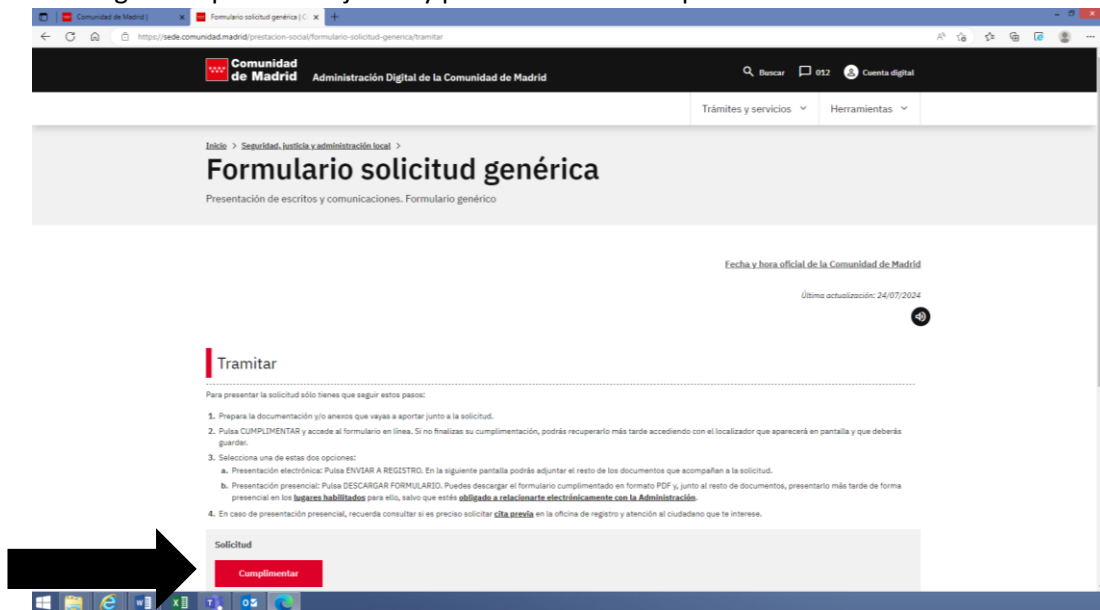 Comunidad de Madrid |
Formulario solicitud genérica | C
https://sede.comunidad.madrid/prestacion-social/formulario-solicitud-generica/tramitar
Comunidad
de Madrid
Administración Digital de la Comunidad de Madrid
Buscar
012
Cuenta digital
Trámites y servicios
Herramientas
Inicio > Seguridad, justicia y administración local >
Formulario solicitud genérica
Presentación de escritos y comunicaciones. Formulario genérico
Fecha y hora oficial de la Comunidad de Madrid
Última actualización: 24/07/2024
Tramitar
Para presentar la solicitud sólo tienes que seguir estos pasos:
1. Prepara la documentación y/o anexos que vayas a aportar junto a la solicitud.
2. Pulsa CUMPLIMENTAR y accede al formulario en línea. Si no finalizas su cumplimentación, podrás recuperarlo más tarde accediendo con el localizador que aparecerá en pantalla y que deberás
guardar.
3. Selecciona una de estas dos opciones:
a. Presentación electrónica: Pulsa ENVIAR A REGISTRO. En la siguiente pantalla podrás adjuntar el resto de los documentos que acompañan a la solicitud.
b. Presentación presencial: Pulsa DESCARGAR FORMULARIO. Puedes descargar el formulario cumplimentado en formato PDF y, junto al resto de documentos, presentarlo más tarde de forma
presencial en los lugares habilitados para ello, salvo que estés obligado a relacionarte electrónicamente con la Administración.
4. En caso de presentación presencial, recuerda consultar si es preciso solicitar cita previa en la oficina de registro y atención al ciudadano que te interese.
Solicitud
Cumplimentar